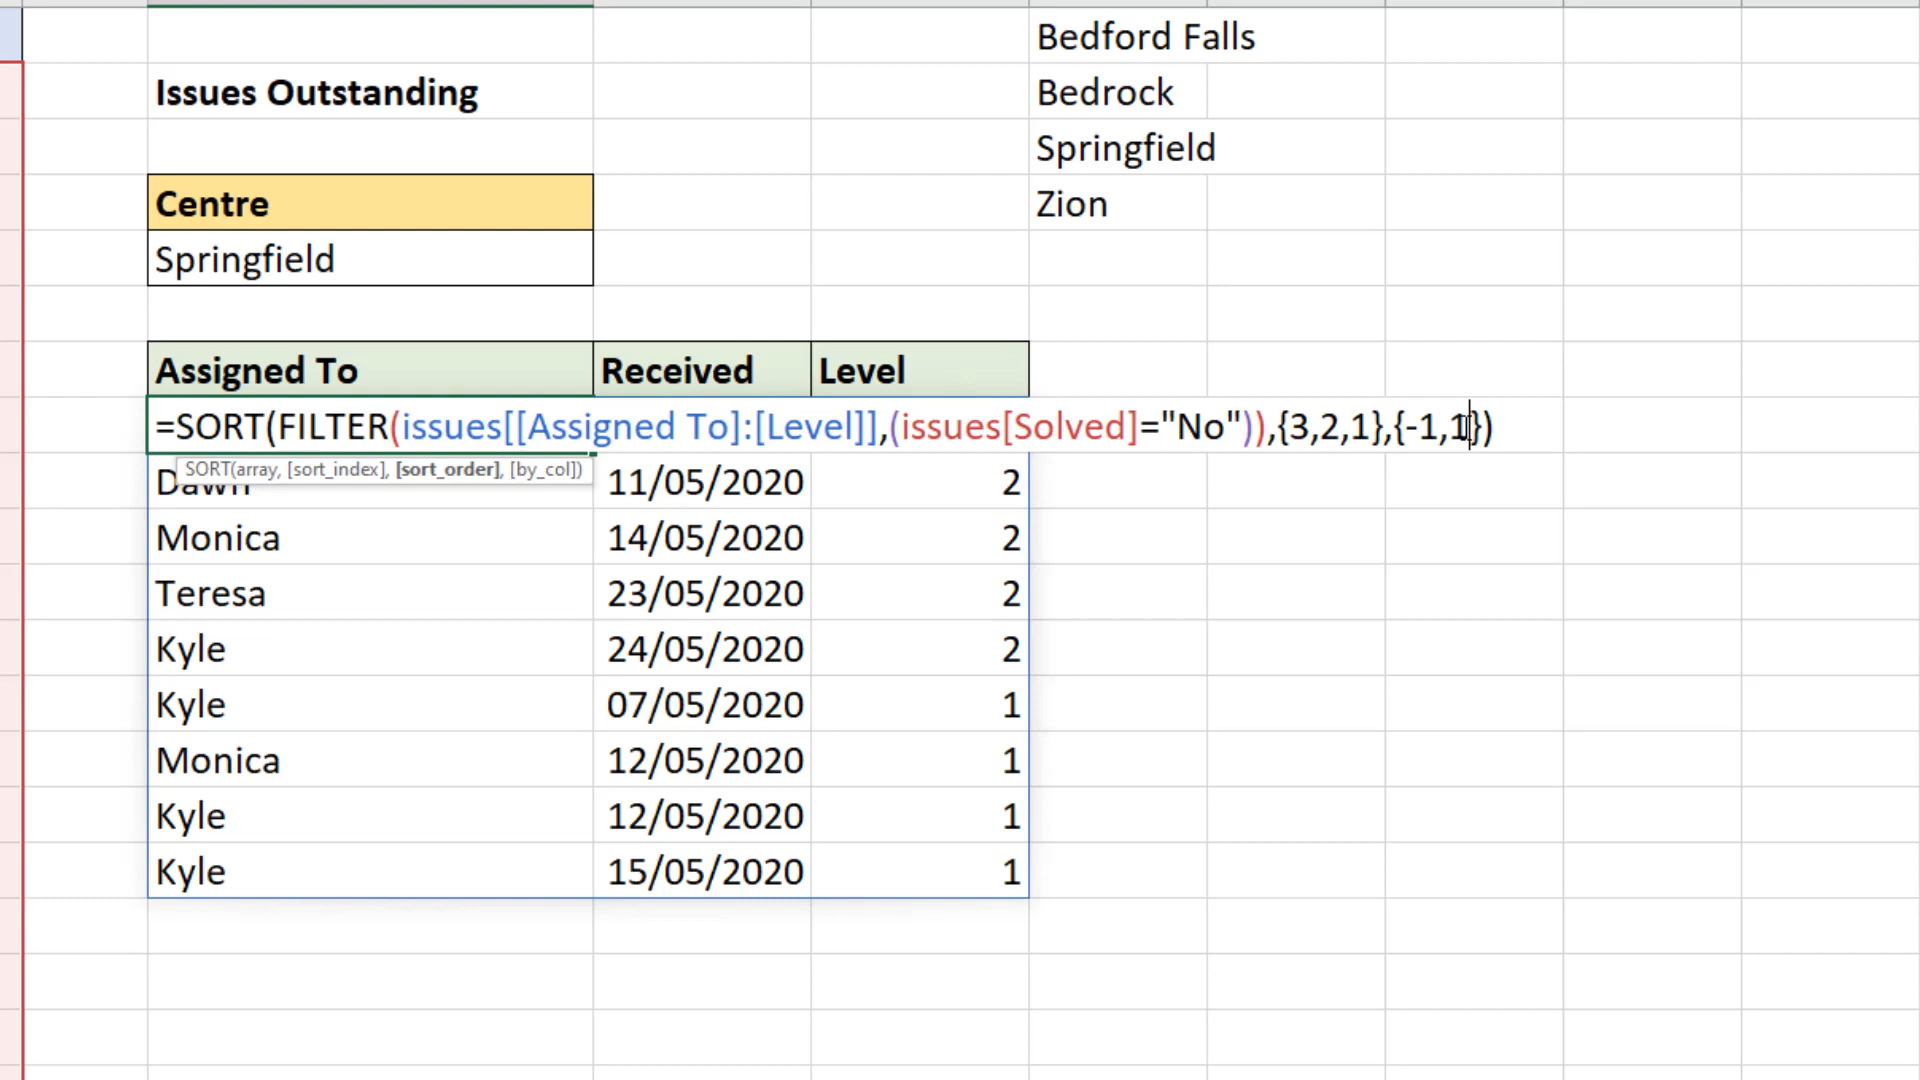 Bedford Falls
Issues Outstanding
Bedrock
Springfield
Centre
Zion
Springfield
Assigned To Received Level
=SORT(FILTER(issues[[Assigned To]:[Level]],(issues[Solved]="No")),{3,2,1},{-1,1})
SORT(array, [sort_index], [sort_order], [by_col])
Dawn 11/05/2020 2
Monica 14/05/2020 2
Teresa 23/05/2020 2
Kyle 24/05/2020 2
Kyle 07/05/2020 1
Monica 12/05/2020 1
Kyle 12/05/2020 1
Kyle 15/05/2020 1